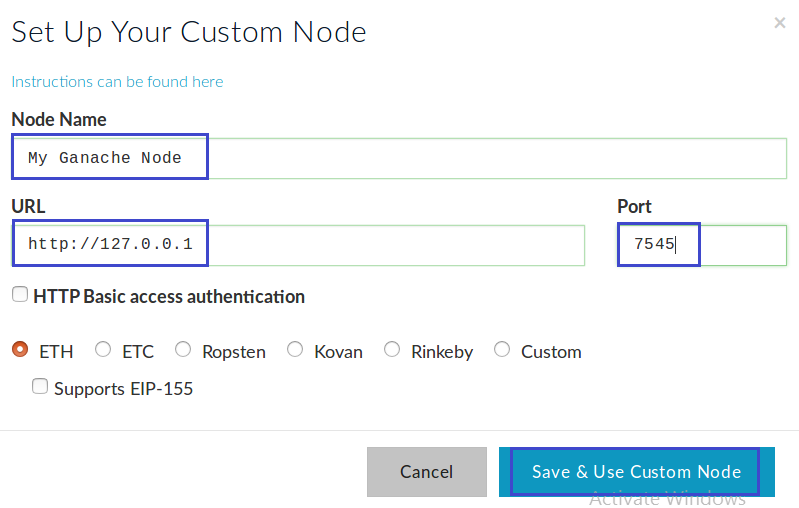 Set Up Your Custom Node
×
Instructions can be found here
Node Name
My Ganache Node
URL
Port
http://127.0.0.1
7545
HTTP Basic access authentication
ETH ETC Ropsten Kovan Rinkeby Custom
Supports EIP-155
Cancel
Save & Use Custom Node
Activate Windows